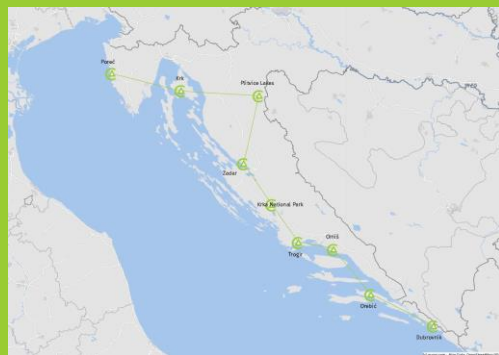 Poreč
Krk
Plitvice Lakes
Zadar
Krka National Park
Trogir
Omiš
Orebić
Dubrovnik